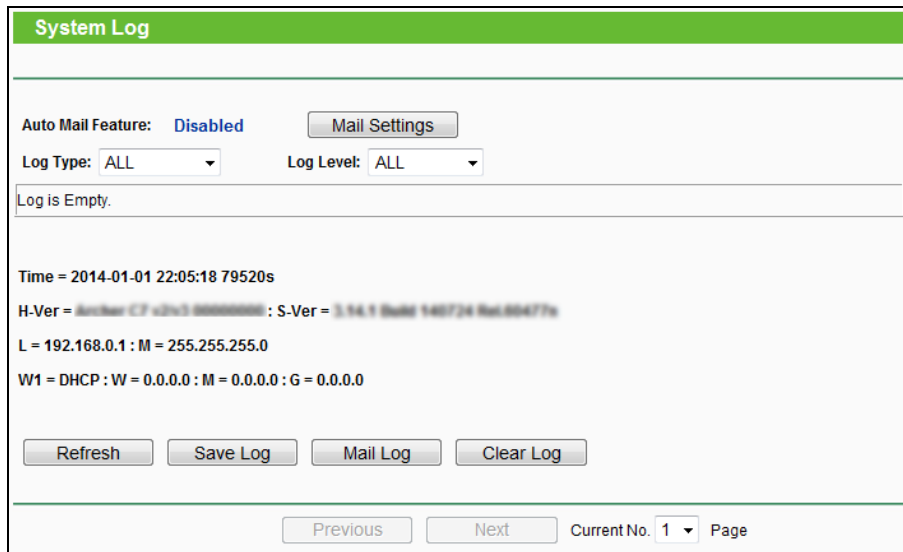 System Log
Auto Mail Feature: Disabled Mail Settings
Log Type: ALL Log Level: ALL
Log is Empty.
Time = 2014-01-01 22:05:18 79520s
H-Ver = : S-Ver =
L = 192.168.0.1 : M = 255.255.255.0
W1 = DHCP : W = 0.0.0.0 : M = 0.0.0.0 : G = 0.0.0.0
Refresh Save Log Mail Log Clear Log
Previous Next Current No. 1 Page